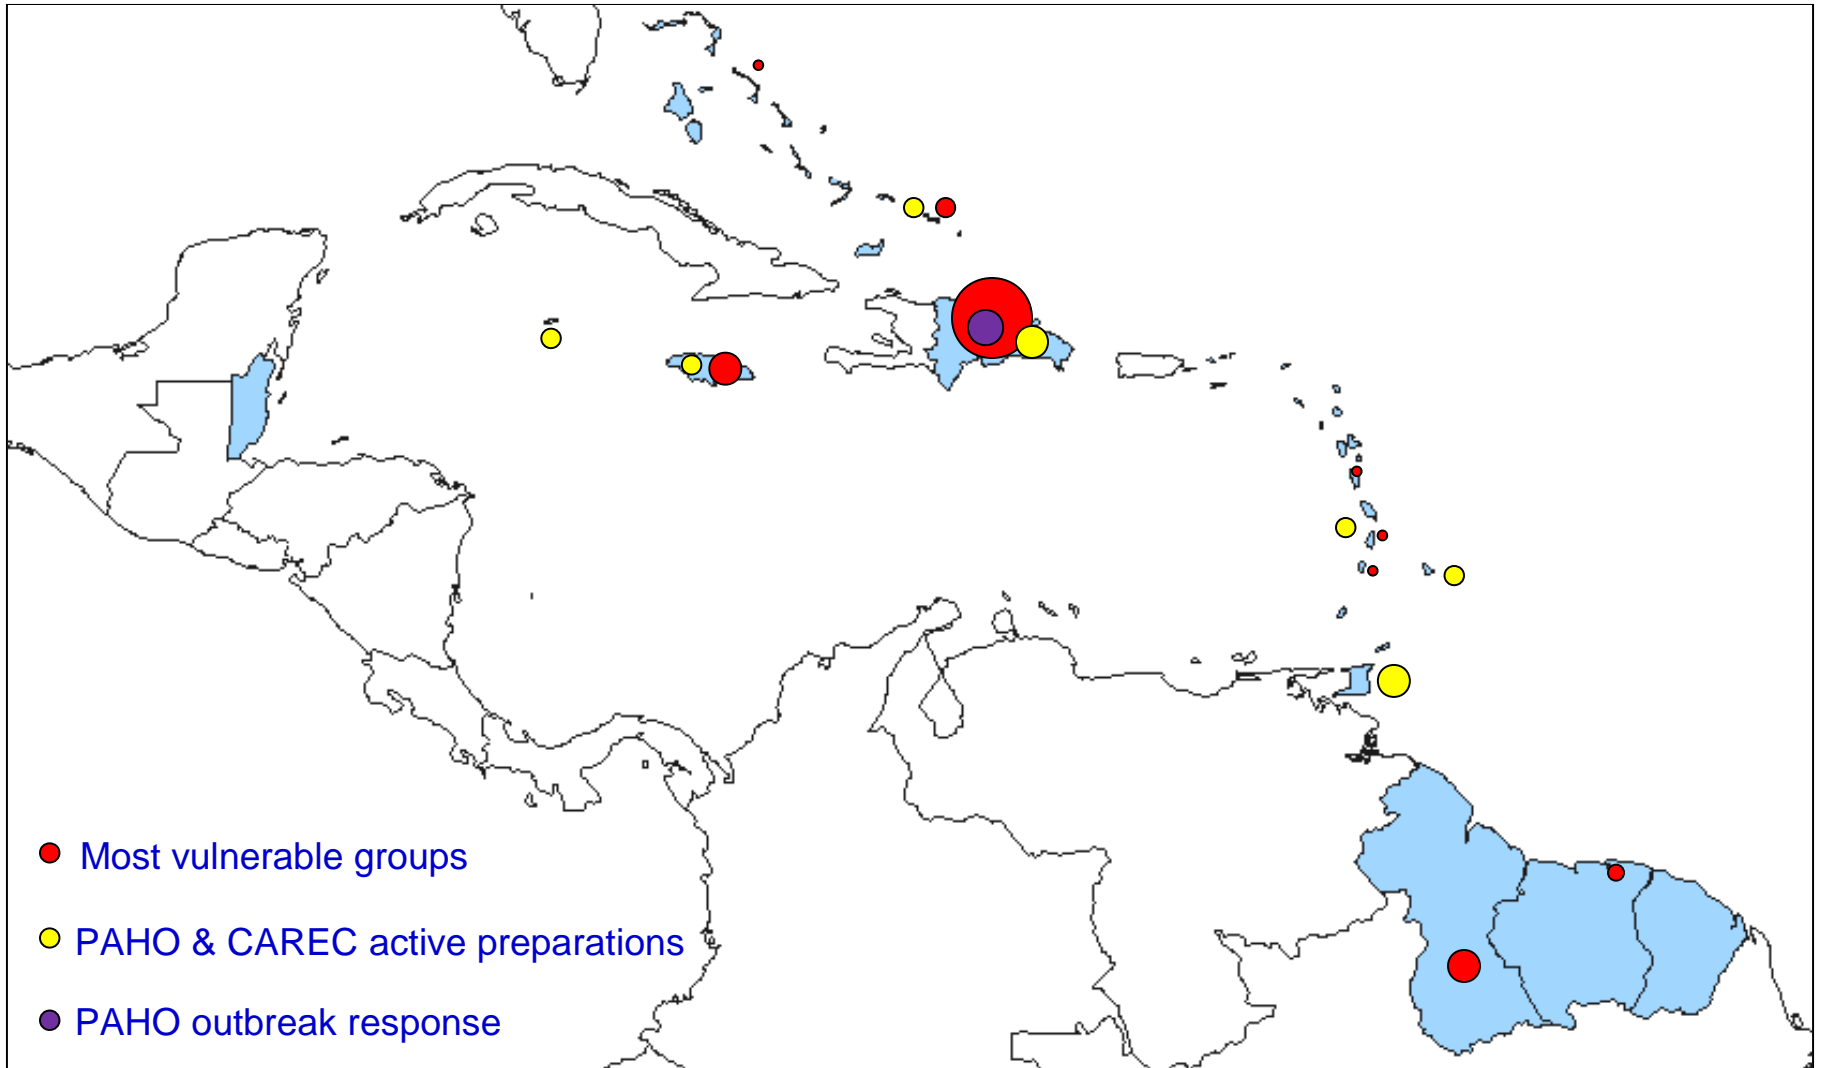 Most vulnerable groups
PAHO & CAREC active preparations
PAHO outbreak response